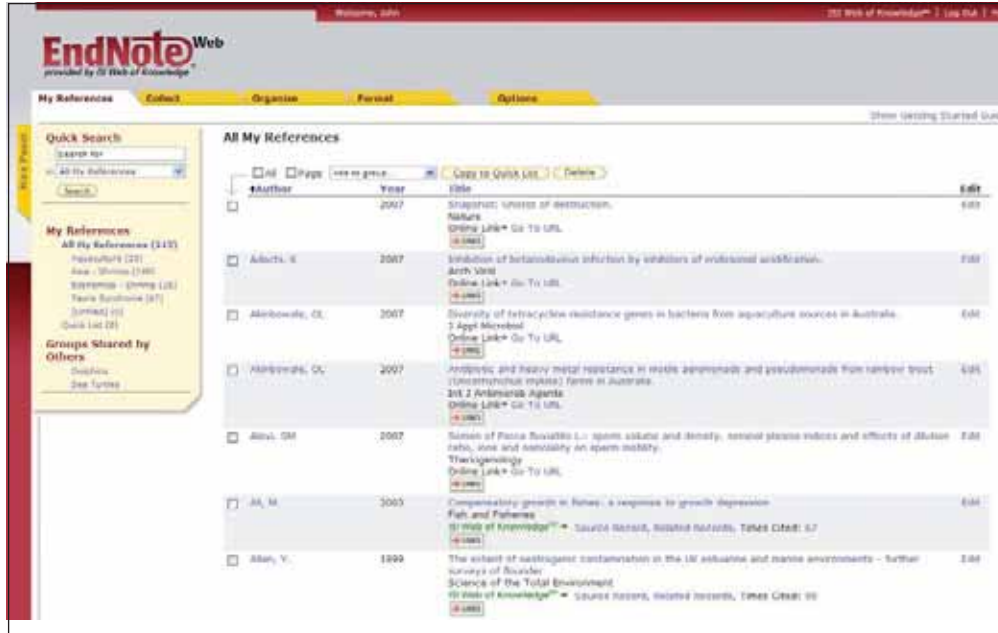 Welcome, John
ISI Web of Knowledge | Log Out |
EndNote Web
provided by ISI Web of Knowledge
My References Collect Organize Format Options
Show Getting Started
Quick Search
Search for
in All My References
Search
My References
All My References
Aquaculture
Asia - Shrimp
Economics - Shrimp
Taura Syndrome
[Unfiled]
Quick List
Groups Shared by
Others
Dolphins
Sea Turtles
All My References
All Page Add to group... Copy to Quick List Delete
Author Year Title Edit
2007 Snapshot: Unrest of destruction. Edit
Nature
Online Link Go To URL
2007 Inhibition of betanodavirus infection by inhibitors of endosomal acidification. Edit
Arch Virol
Online Link Go To URL
Akinbowale, OL 2007 Diversity of tetracycline resistance genes in bacteria from aquaculture sources in Australia. Edit
J Appl Microbiol
Online Link Go To URL
Akinbowale, OL 2007 Antibiotic and heavy metal resistance in motile aeromonads and pseudomonads from rainbow trout Edit
(Oncorhynchus mykiss) farms in Australia.
Int J Antimicrob Agents
Online Link Go To URL
Alavi, SM 2007 Semen of Perca fluviatilis L.: sperm volume and density, seminal plasma indices and effects of dilution Edit
ratio, ions and osmolality on sperm motility.
Theriogenology
Online Link Go To URL
Ali, M. 2003 Compensatory growth in fishes: a response to growth depression Edit
Fish and Fisheries
ISI Web of Knowledge Source Record, Related Records, Times Cited: 67
Allen, Y. 1999 The extent of oestrogenic contamination in the UK estuarine and marine environments - further Edit
surveys of flounder
Science of the Total Environment
ISI Web of Knowledge Source Record, Related Records, Times Cited: